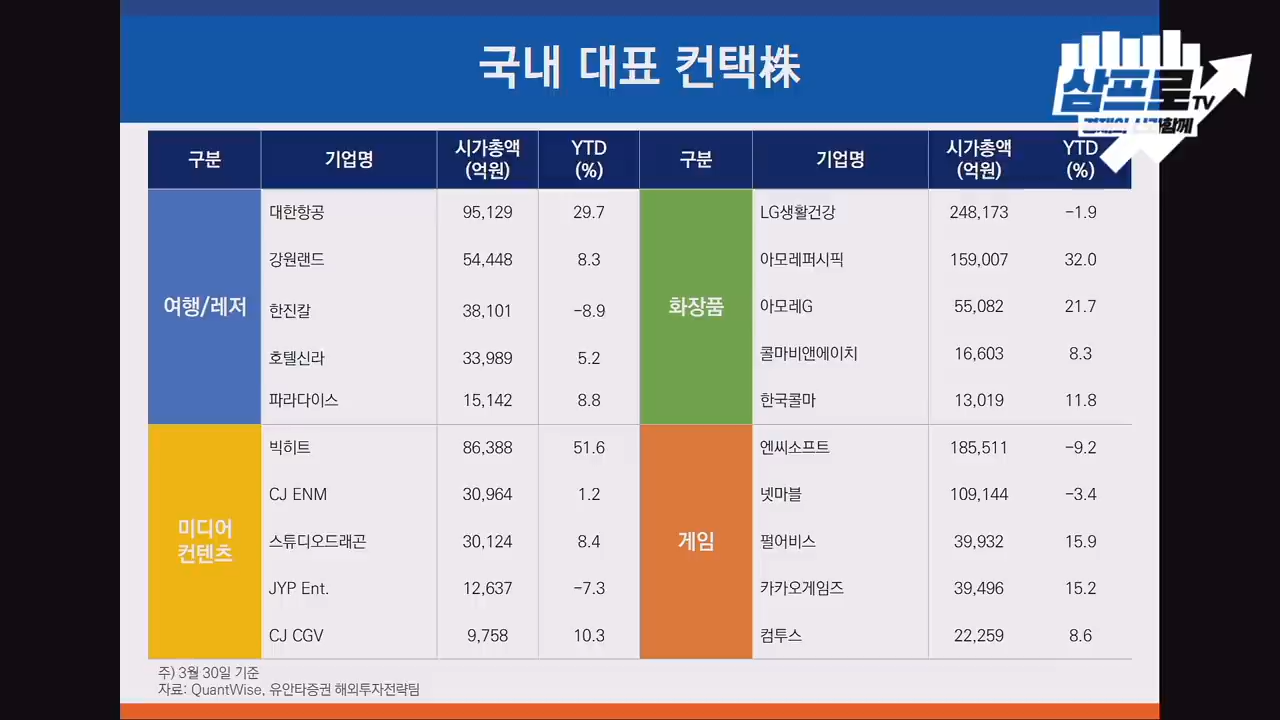 국내 대표 컨택株
삼프로TV
구분 기업명 시가총액(억원) YTD(%) 구분 기업명 시가총액(억원) YTD(%)
여행/레저 대한항공 95,129 29.7 화장품 LG생활건강 248,173 -1.9
강원랜드 54,448 8.3 아모레퍼시픽 159,007 32.0
한진칼 38,101 -8.9 아모레G 55,082 21.7
호텔신라 33,989 5.2 콜마비앤에이치 16,603 8.3
파라다이스 15,142 8.8 한국콜마 13,019 11.8
미디어 컨텐츠 빅히트 86,388 51.6 게임 엔씨소프트 185,511 -9.2
CJ ENM 30,964 1.2 넷마블 109,144 -3.4
스튜디오드래곤 30,124 8.4 펄어비스 39,932 15.9
JYP Ent. 12,637 -7.3 카카오게임즈 39,496 15.2
CJ CGV 9,758 10.3 컴투스 22,259 8.6
주) 3월 30일 기준
자료: QuantWise, 유안타증권 해외투자전략팀